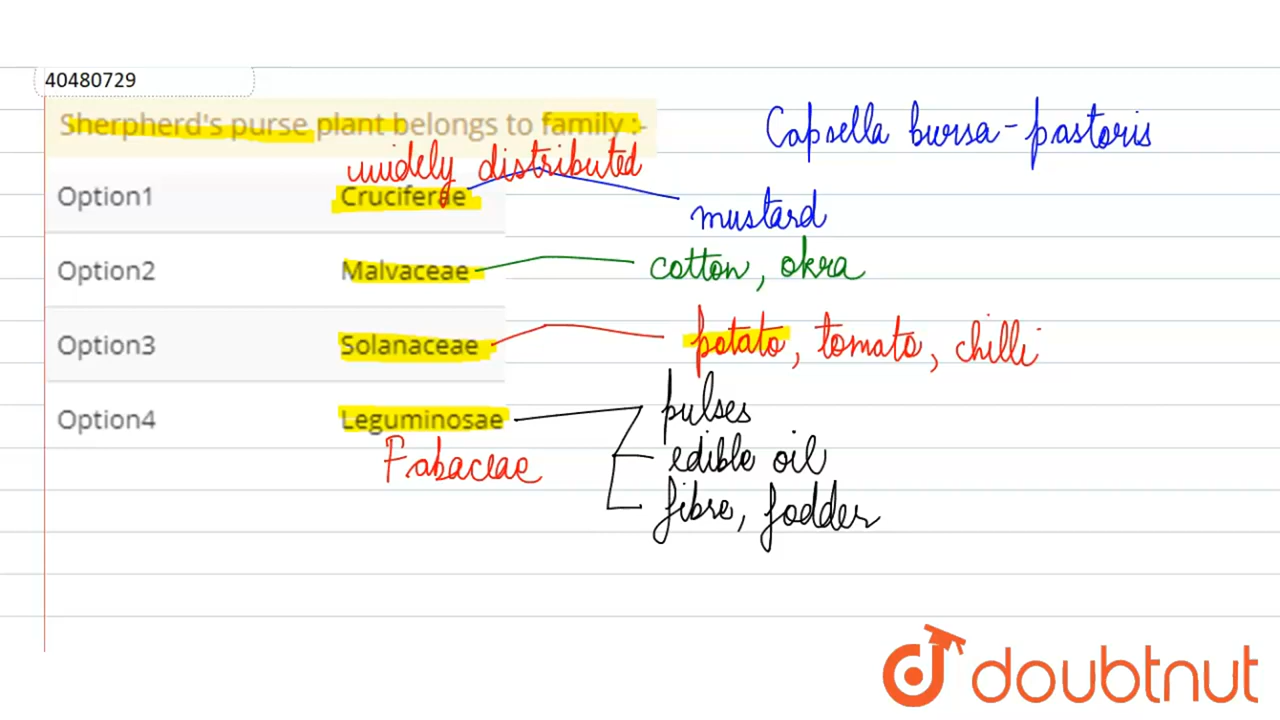 40480729
Sherpherd's purse plant belongs to family :-
Capsella bursa-pastoris
widely distributed
Option1 Cruciferae
mustard
Option2 Malvaceae
cotton, okra
Option3 Solanaceae
potato, tomato, chilli
Option4 Leguminosae
pulses
Fabaceae
edible oil
fibre, fodder
doubtnut